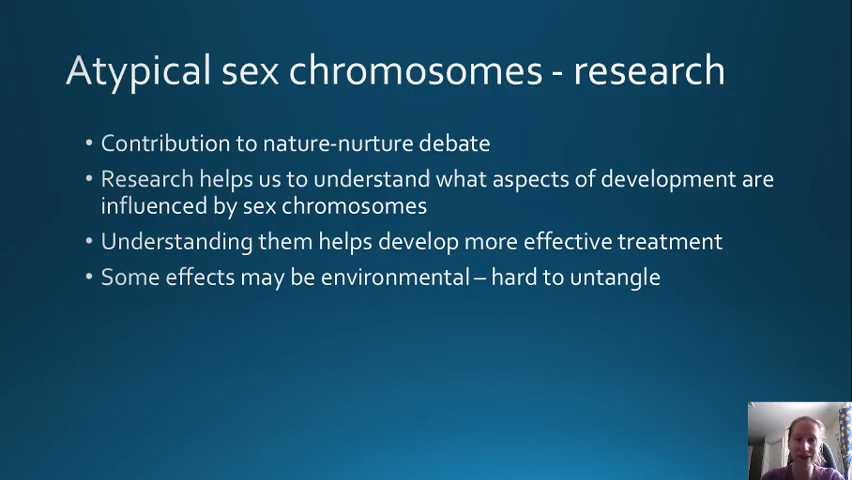 Atypical sex chromosomes - research
• Contribution to nature-nurture debate
• Research helps us to understand what aspects of development are
influenced by sex chromosomes
• Understanding them helps develop more effective treatment
• Some effects may be environmental – hard to untangle